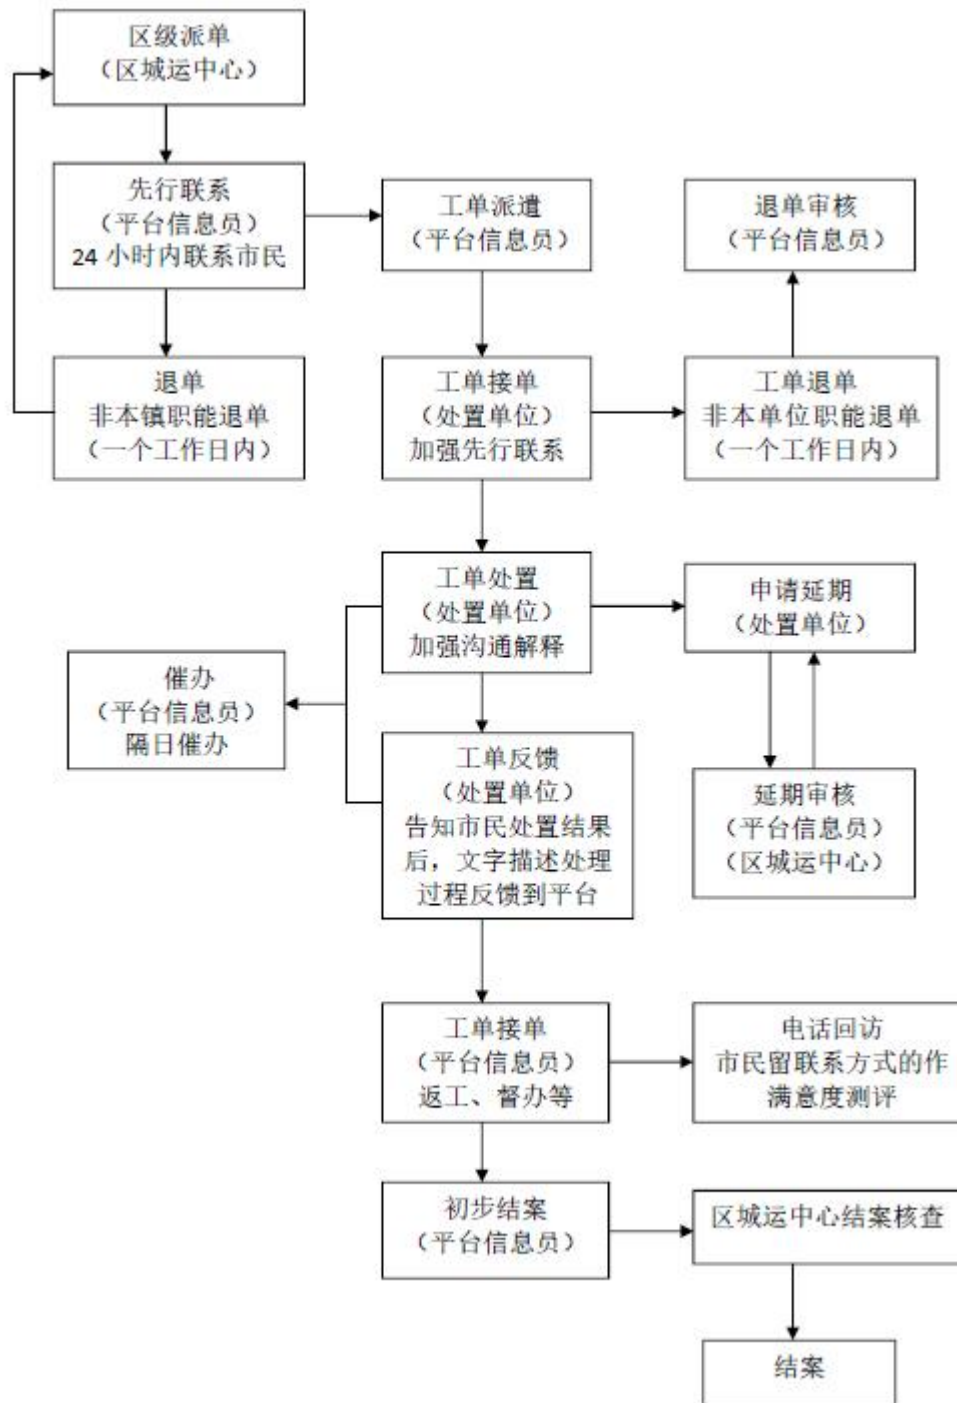 区级派单
（区城运中心）
先行联系
（平台信息员）
24 小时内联系市民
工单派遣
（平台信息员）
退单审核
（平台信息员）
退单
非本镇职能退单
（一个工作日内）
工单接单
（处置单位）
加强先行联系
工单退单
非本单位职能退单
（一个工作日内）
工单处置
（处置单位）
加强沟通解释
申请延期
（处置单位）
催办
（平台信息员）
隔日催办
工单反馈
（处置单位）
告知市民处置结果
后，文字描述处理
过程反馈到平台
延期审核
（平台信息员）
（区城运中心）
工单接单
（平台信息员）
返工、督办等
电话回访
市民留联系方式的作
满意度测评
初步结案
（平台信息员）
区城运中心结案核查
结案